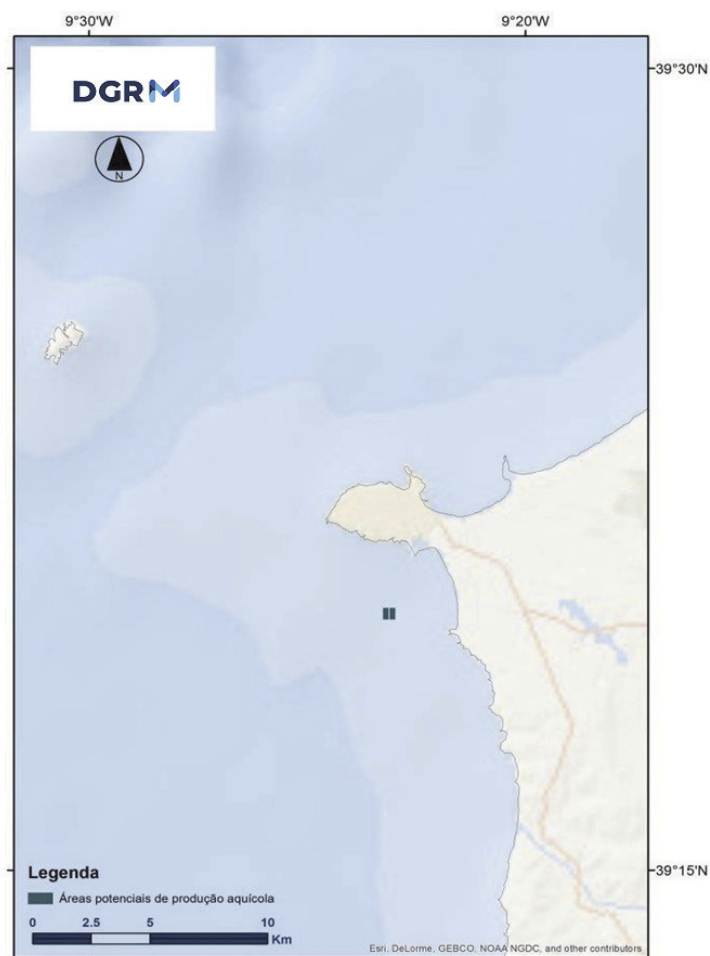 9°30'W 9°20'W
39°30'N
DGRM
N
39°15'N
Legenda
Áreas potenciais de produção aquícola
0 2.5 5 10
Km
Esri, DeLorme, GEBCO, NOAA NGDC, and other contributors